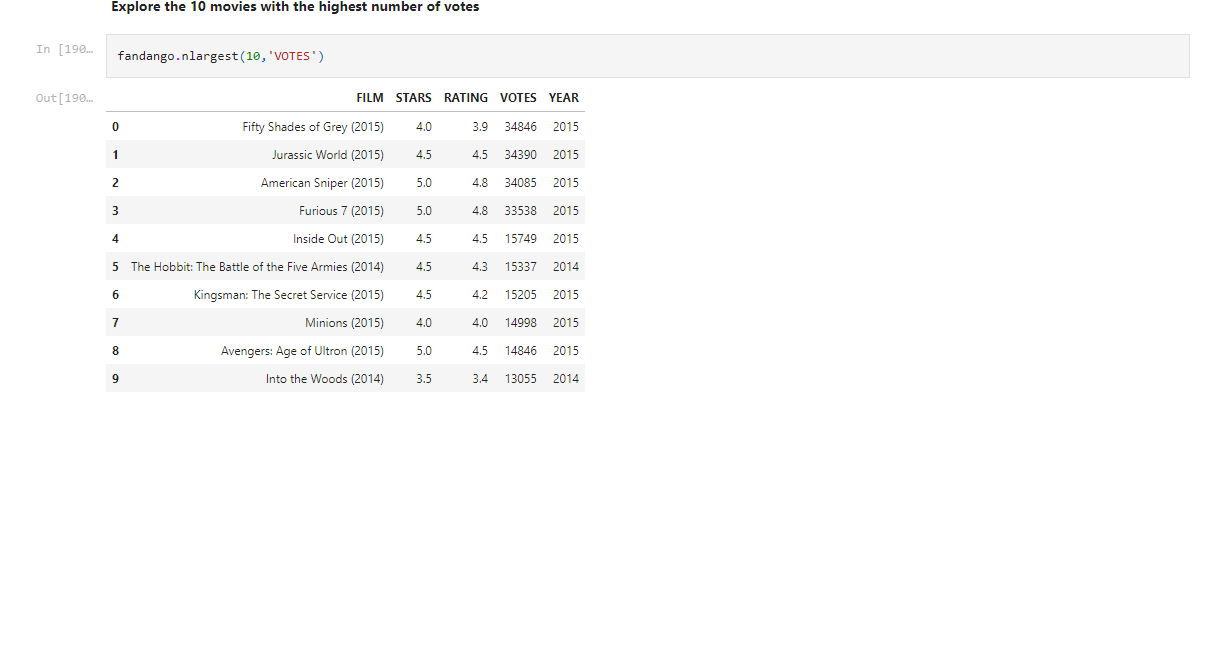 Explore the 10 movies with the highest number of votes
In [190…
fandango.nlargest(10,'VOTES')
Out[190…
FILM STARS RATING VOTES YEAR
0 Fifty Shades of Grey (2015) 4.0 3.9 34846 2015
1 Jurassic World (2015) 4.5 4.5 34390 2015
2 American Sniper (2015) 5.0 4.8 34085 2015
3 Furious 7 (2015) 5.0 4.8 33538 2015
4 Inside Out (2015) 4.5 4.5 15749 2015
5 The Hobbit: The Battle of the Five Armies (2014) 4.5 4.3 15337 2014
6 Kingsman: The Secret Service (2015) 4.5 4.2 15205 2015
7 Minions (2015) 4.0 4.0 14998 2015
8 Avengers: Age of Ultron (2015) 5.0 4.5 14846 2015
9 Into the Woods (2014) 3.5 3.4 13055 2014